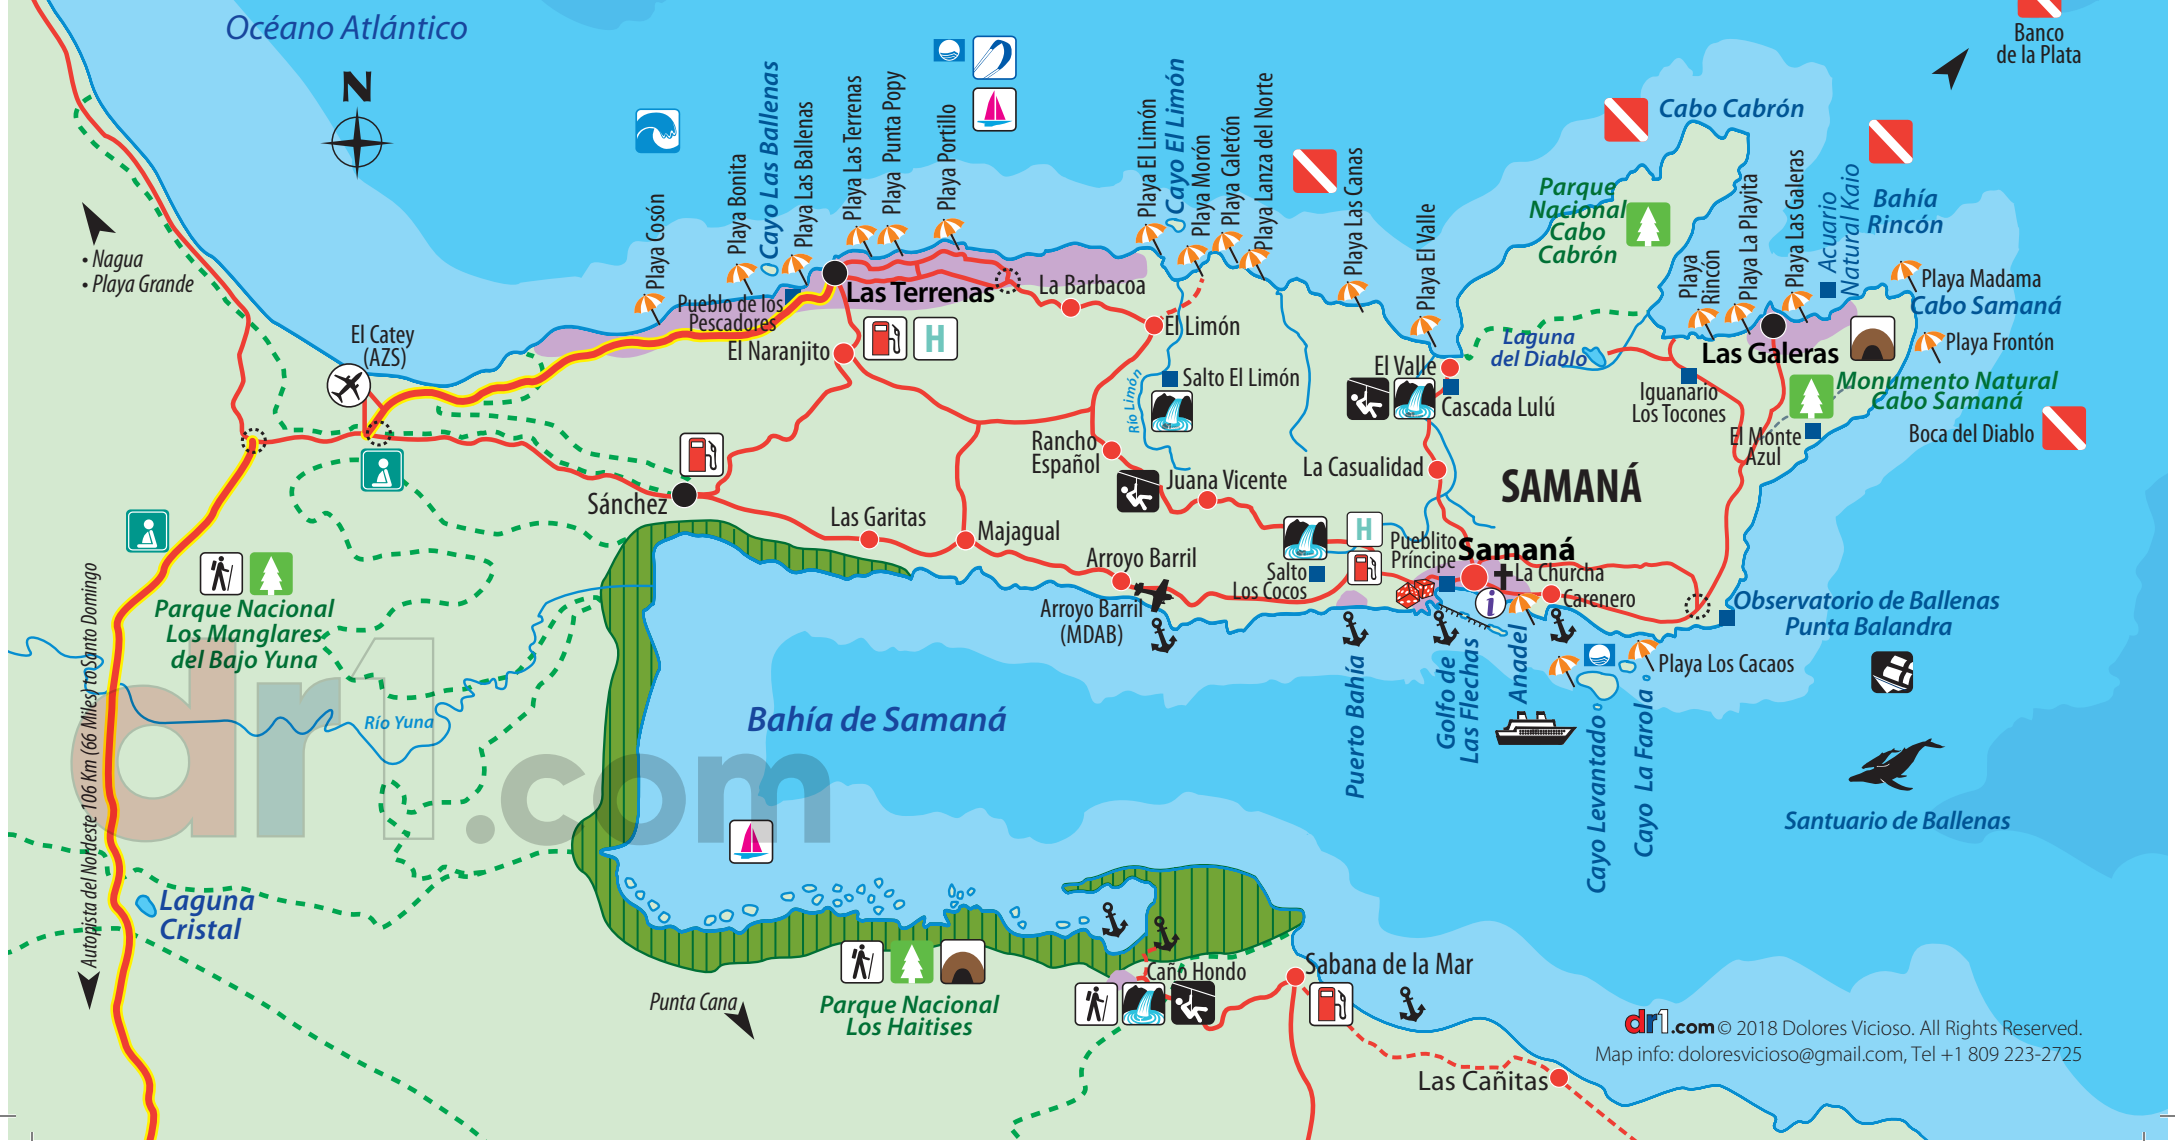 Océano Atlántico
N
Banco
de la Plata
Cabo Cabrón
• Nagua
• Playa Grande
El Catey
(AZS)
Playa Cosón
Playa Bonita
Cayo Las Ballenas
Playa Las Ballenas
Playa Las Terrenas
Playa Punta Popy
Playa Portillo
Playa El Limón
Cayo El Limón
Playa Morón
Playa Caletón
Playa Lanza del Norte
Playa Las Canas
Playa El Valle
Parque
Nacional
Cabo
Cabrón
Playa
Rincón
Playa La Playita
Playa Las Galeras
Acuario
Natural Kaio
Bahía
Rincón
Playa Madama
Cabo Samaná
Playa Frontón
Pueblo de los
Pescadores
Las Terrenas
La Barbacoa
El Limón
El Naranjito
Salto El Limón
Río Limón
El Valle
Cascada Lulú
Laguna
del Diablo
Las Galeras
Iguanario
Los Tocones
Monumento Natural
Cabo Samaná
El Monte
Azul
Boca del Diablo
H
Rancho
Español
Juana Vicente
La Casualidad
SAMANÁ
Sánchez
Las Garitas
Majagual
Arroyo Barril
Arroyo Barril
(MDAB)
Salto
Los Cocos
H
Pueblito
Príncipe
Samaná
La Churcha
i
Carenero
Observatorio de Ballenas
Punta Balandra
Playa Los Cacaos
Parque Nacional
Los Manglares
del Bajo Yuna
Autopista del Nordeste 106 Km (66 Miles) to Santo Domingo
Río Yuna
dr1.com
Bahía de Samaná
Puerto Bahía
Golfo de
Las Flechas
Anadel
Cayo Levantado
Cayo La Farola
Santuario de Ballenas
Laguna
Cristal
Punta Cana
Parque Nacional
Los Haitises
Caño Hondo
Sabana de la Mar
Las Cañitas
dr1.com © 2018 Dolores Vicioso. All Rights Reserved.
Map info: doloresvicioso@gmail.com, Tel +1 809 223-2725